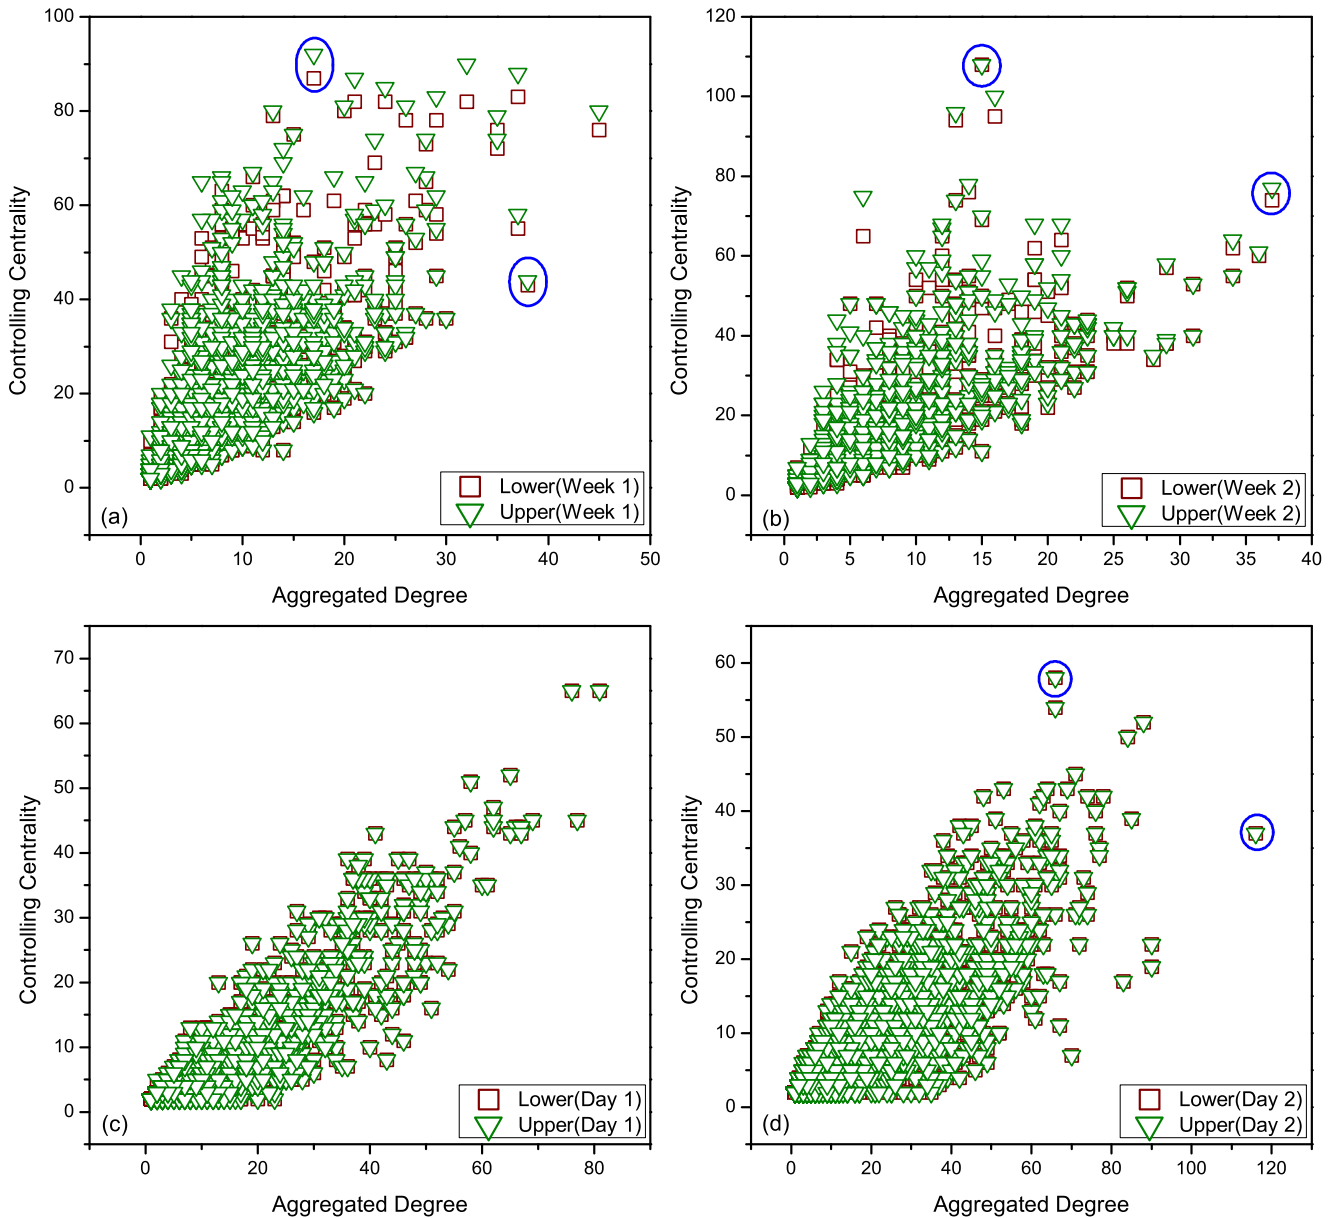 100
80
60
40
20
0
Controlling Centrality
Lower(Week 1)
Upper(Week 1)
(a)
0 10 20 30 40 50
Aggregated Degree
120
100
80
60
40
20
0
Controlling Centrality
Lower(Week 2)
Upper(Week 2)
(b)
0 5 10 15 20 25 30 35 40
Aggregated Degree
70
60
50
40
30
20
10
0
Controlling Centrality
Lower(Day 1)
Upper(Day 1)
(c)
0 20 40 60 80
Aggregated Degree
60
50
40
30
20
10
0
Controlling Centrality
Lower(Day 2)
Upper(Day 2)
(d)
0 20 40 60 80 100 120
Aggregated Degree